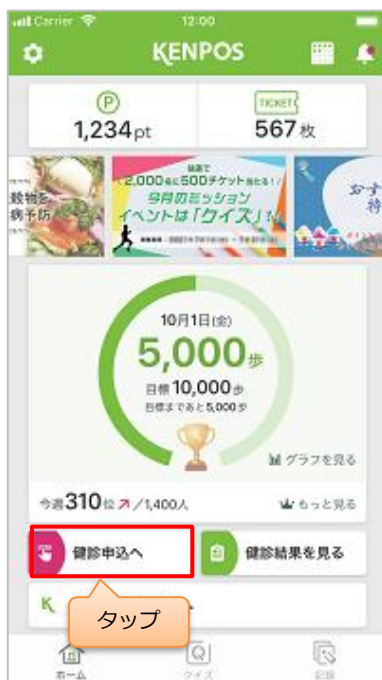 Carrier 12:00
KENPOS
P TICKET
1,234pt 567枚
穀物を
病予防
抽選で
2,000名に500チケット当たる!
今月のミッション
イベントは「クイズ」!
おす
待
10月1日(金)
5,000歩
目標 10,000歩
目標まであと5,000歩
グラフを見る
今週310位 /1,400人 もっと見る
健診申込へ 健診結果を見る
K
タップ
ホーム クイズ 記録